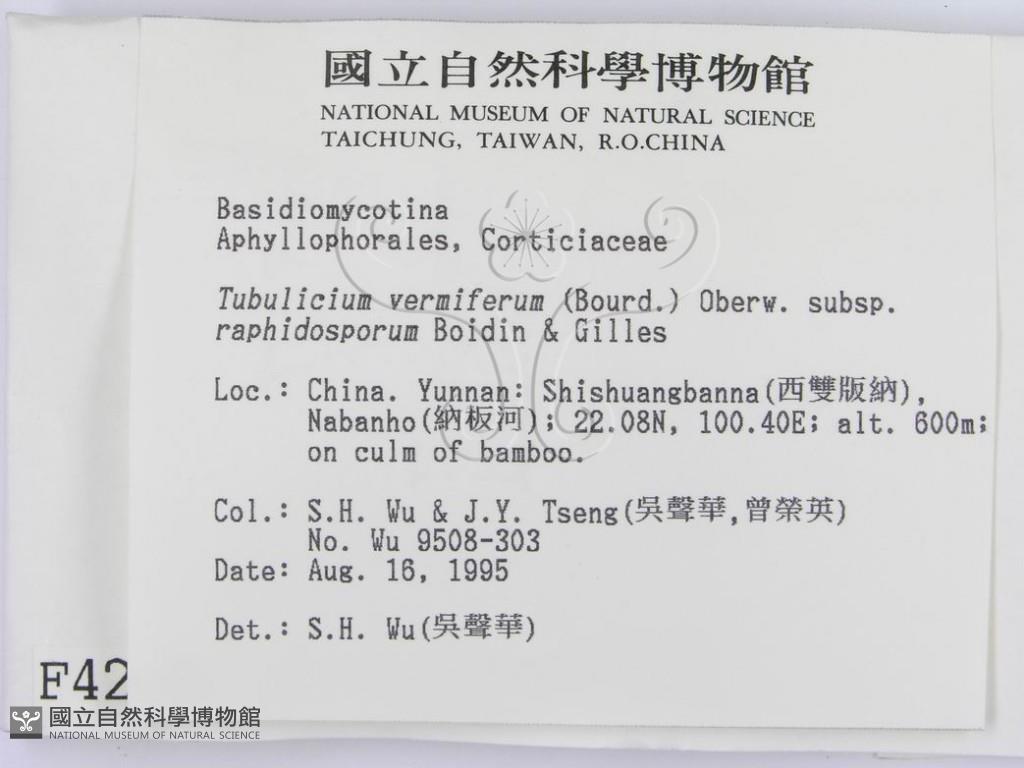 國立自然科學博物館
NATIONAL MUSEUM OF NATURAL SCIENCE
TAICHUNG, TAIWAN, R.O.CHINA
Basidiomycotina
Aphyllophorales, Corticiaceae
Tubulicium vermiferum (Bourd.) Oberw. subsp.
raphidosporum Boidin & Gilles
Loc.: China. Yunnan: Shishuangbanna(西雙版納),
Nabanho(納板河); 22.08N, 100.40E; alt. 600m;
on culm of bamboo.
Col.: S.H. Wu & J.Y. Tseng(吳聲華,曾榮英)
No. Wu 9508-303
Date: Aug. 16, 1995
Det.: S.H. Wu(吳聲華)
F42
國立自然科學博物館
NATIONAL MUSEUM OF NATURAL SCIENCE